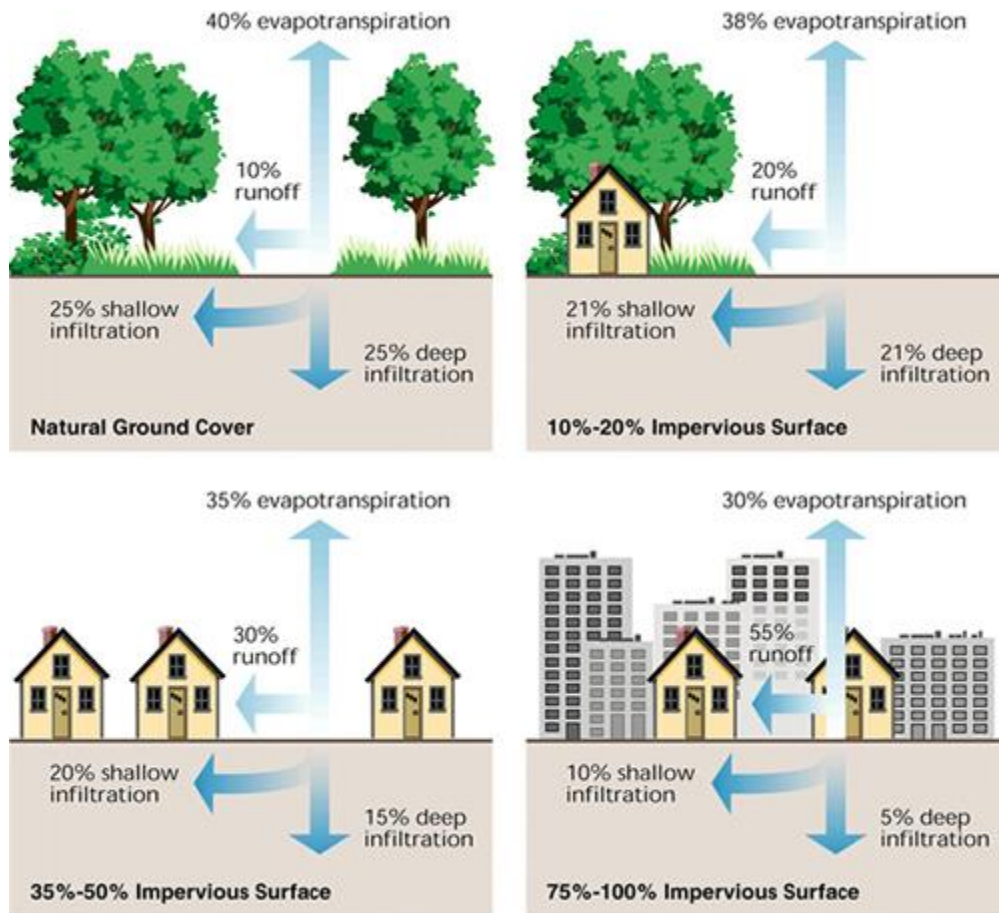 40% evapotranspiration
10%
runoff
25% shallow
infiltration
25% deep
infiltration
Natural Ground Cover
38% evapotranspiration
20%
runoff
21% shallow
infiltration
21% deep
infiltration
10%-20% Impervious Surface
35% evapotranspiration
30%
runoff
20% shallow
infiltration
15% deep
infiltration
35%-50% Impervious Surface
30% evapotranspiration
55%
runoff
10% shallow
infiltration
5% deep
infiltration
75%-100% Impervious Surface